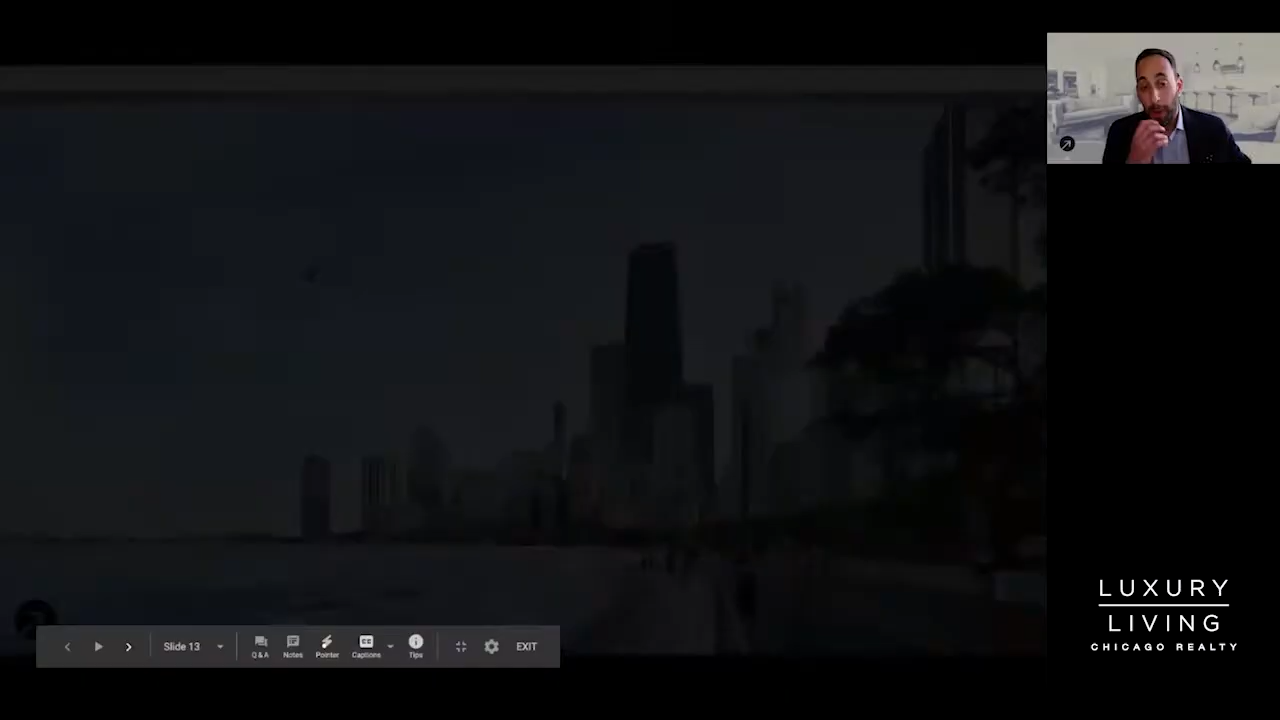 Slide 13
Q & A
Notes
Pointer
Captions
Tips
EXIT
LUXURY
LIVING
CHICAGO REALTY